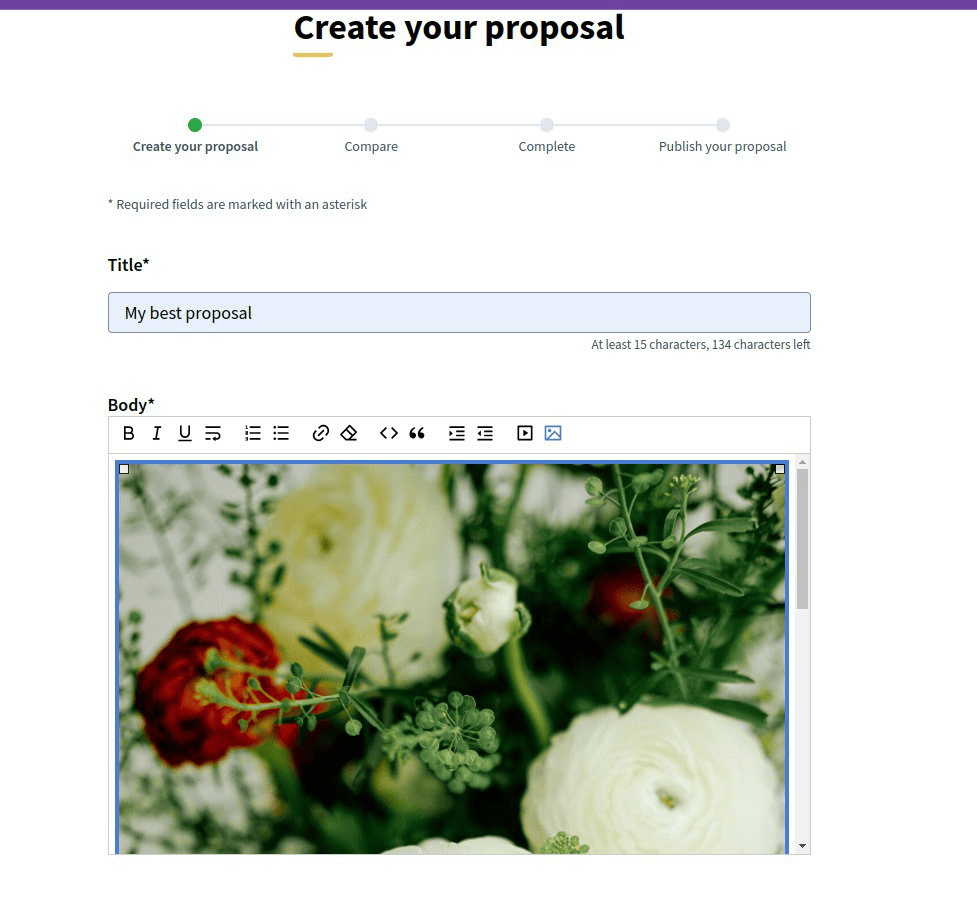 Create your proposal
Create your proposal
Compare
Complete
Publish your proposal
* Required fields are marked with an asterisk
Title*
My best proposal
At least 15 characters, 134 characters left
Body*